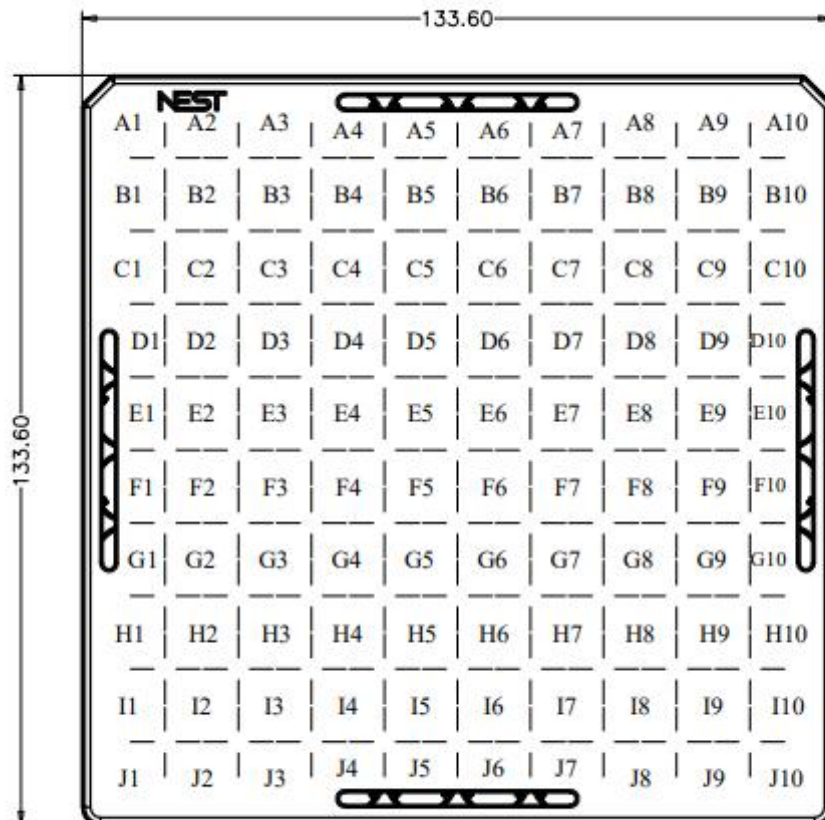 133.60
NEST
A1 A2 A3 A4 A5 A6 A7 A8 A9 A10
B1 B2 B3 B4 B5 B6 B7 B8 B9 B10
C1 C2 C3 C4 C5 C6 C7 C8 C9 C10
D1 D2 D3 D4 D5 D6 D7 D8 D9 D10
E1 E2 E3 E4 E5 E6 E7 E8 E9 E10
133.60
F1 F2 F3 F4 F5 F6 F7 F8 F9 F10
G1 G2 G3 G4 G5 G6 G7 G8 G9 G10
H1 H2 H3 H4 H5 H6 H7 H8 H9 H10
I1 I2 I3 I4 I5 I6 I7 I8 I9 I10
J1 J2 J3 J4 J5 J6 J7 J8 J9 J10